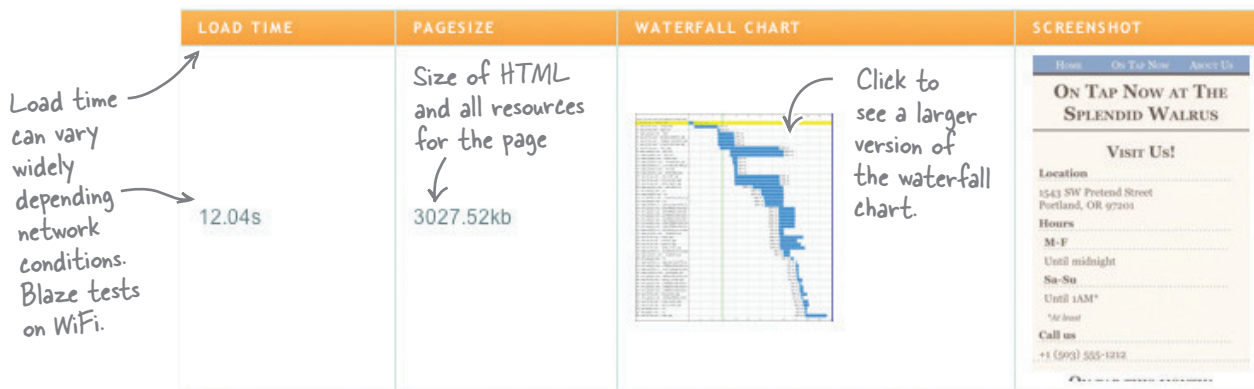 LOAD TIME
PAGESIZE
WATERFALL CHART
SCREENSHOT
Load time
can vary
widely
depending
network
conditions.
Blaze tests
on WiFi.
12.04s
Size of HTML
and all resources
for the page
3027.52kb
Click to
see a larger
version of
the waterfall
chart.
Home On Tap Now About Us
On Tap Now at The
Splendid Walrus
Visit Us!
Location
1543 SW Pretend Street
Portland, OR 97201
Hours
M-F
Until midnight
Sa-Su
Until 1AM*
*At least
Call us
+1 (503) 555-1212